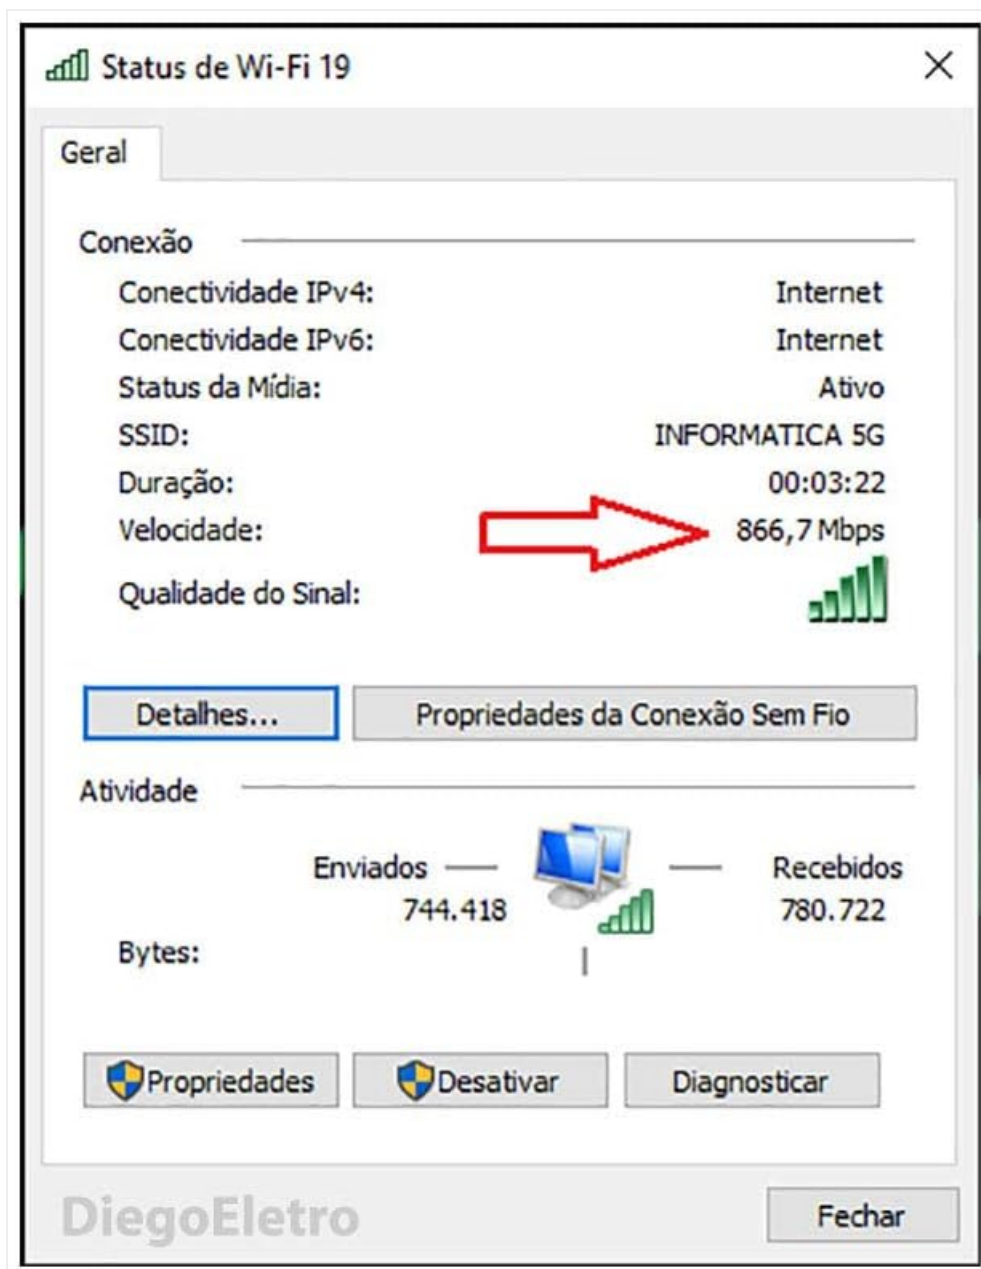 Status de Wi-Fi 19
Geral
Conexão
Conectividade IPv4: Internet
Conectividade IPv6: Internet
Status da Mídia: Ativo
SSID: INFORMATICA 5G
Duração: 00:03:22
Velocidade: 866,7 Mbps
Qualidade do Sinal:
Detalhes... Propriedades da Conexão Sem Fio
Atividade
Enviados Recebidos
744.418 780.722
Bytes:
Propriedades Desativar Diagnosticar
DiegoEletro Fechar